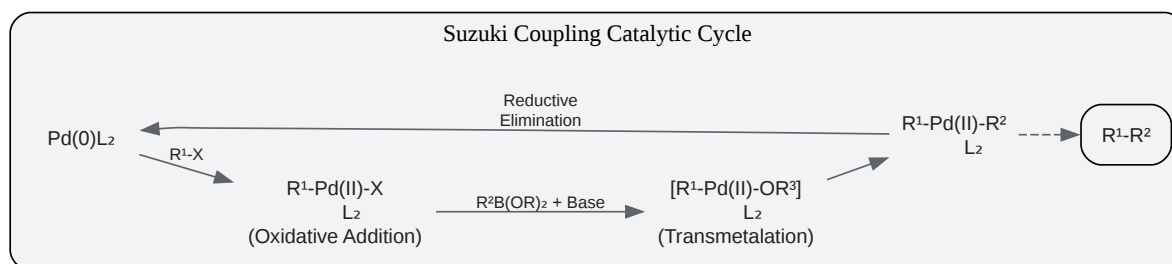 Suzuki Coupling Catalytic Cycle
Reductive
Elimination
Pd(0)L₂
R¹-X
R¹-Pd(II)-X
L₂
(Oxidative Addition)
R²B(OR)₂ + Base
[R¹-Pd(II)-OR³]
L₂
(Transmetalation)
R¹-Pd(II)-R²
L₂
R¹-R²